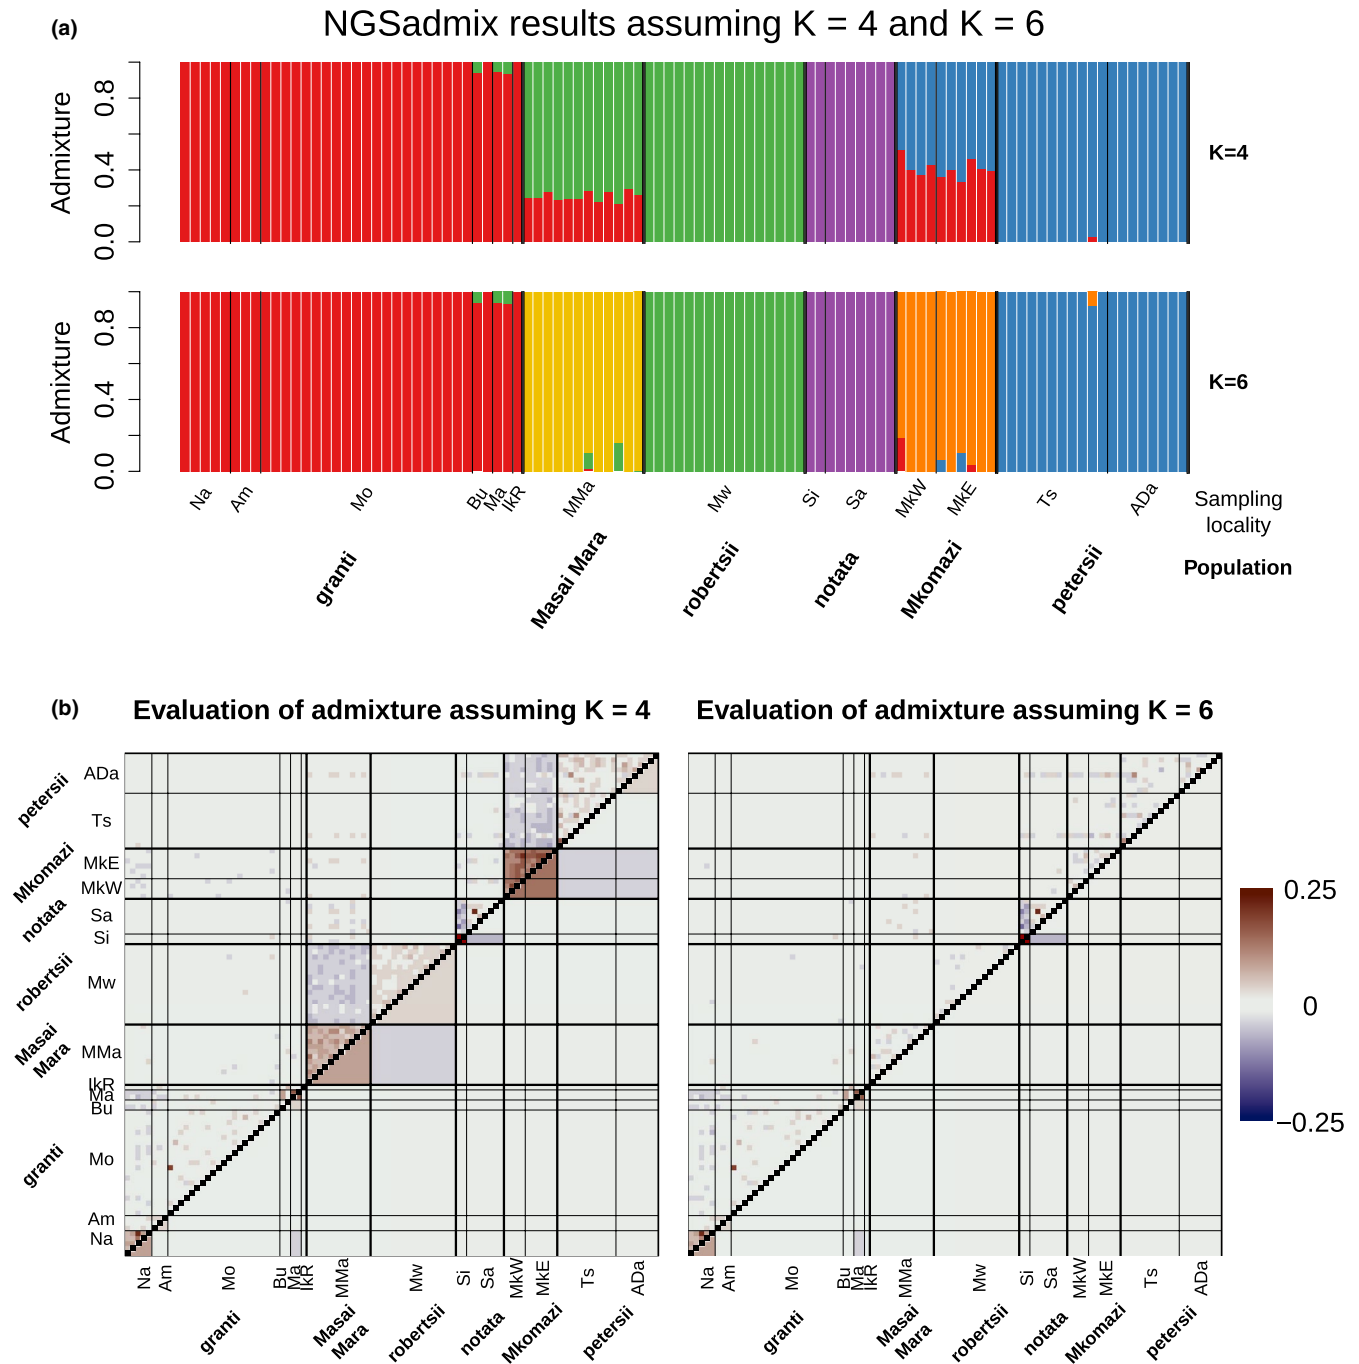 (a)
NGSadmix results assuming K = 4 and K = 6
Admixture
0.0
0.4
0.8
K=4
Admixture
0.0
0.4
0.8
K=6
Na
Am
Mo
Bu
Ma
IkR
MMa
Mw
Si
Sa
MkW
MkE
Ts
ADa
Sampling
locality
granti
Masai Mara
robertsii
notata
Mkomazi
petersii
Population
(b)
Evaluation of admixture assuming K = 4
Evaluation of admixture assuming K = 6
petersii
Mkomazi
notata
robertsii
Masai
Mara
granti
ADa
Ts
MkE
MkW
Sa
Si
Mw
MMa
IkR
Ma
Bu
Mo
Am
Na
Na
Am
Mo
Bu
Ma
IkR
MMa
Mw
Si
Sa
MkW
MkE
Ts
ADa
granti
Masai
Mara
robertsii
notata
Mkomazi
petersii
Na
Am
Mo
Bu
Ma
IkR
MMa
Mw
Si
Sa
MkW
MkE
Ts
ADa
granti
Masai
Mara
robertsii
notata
Mkomazi
petersii
0.25
0
−0.25